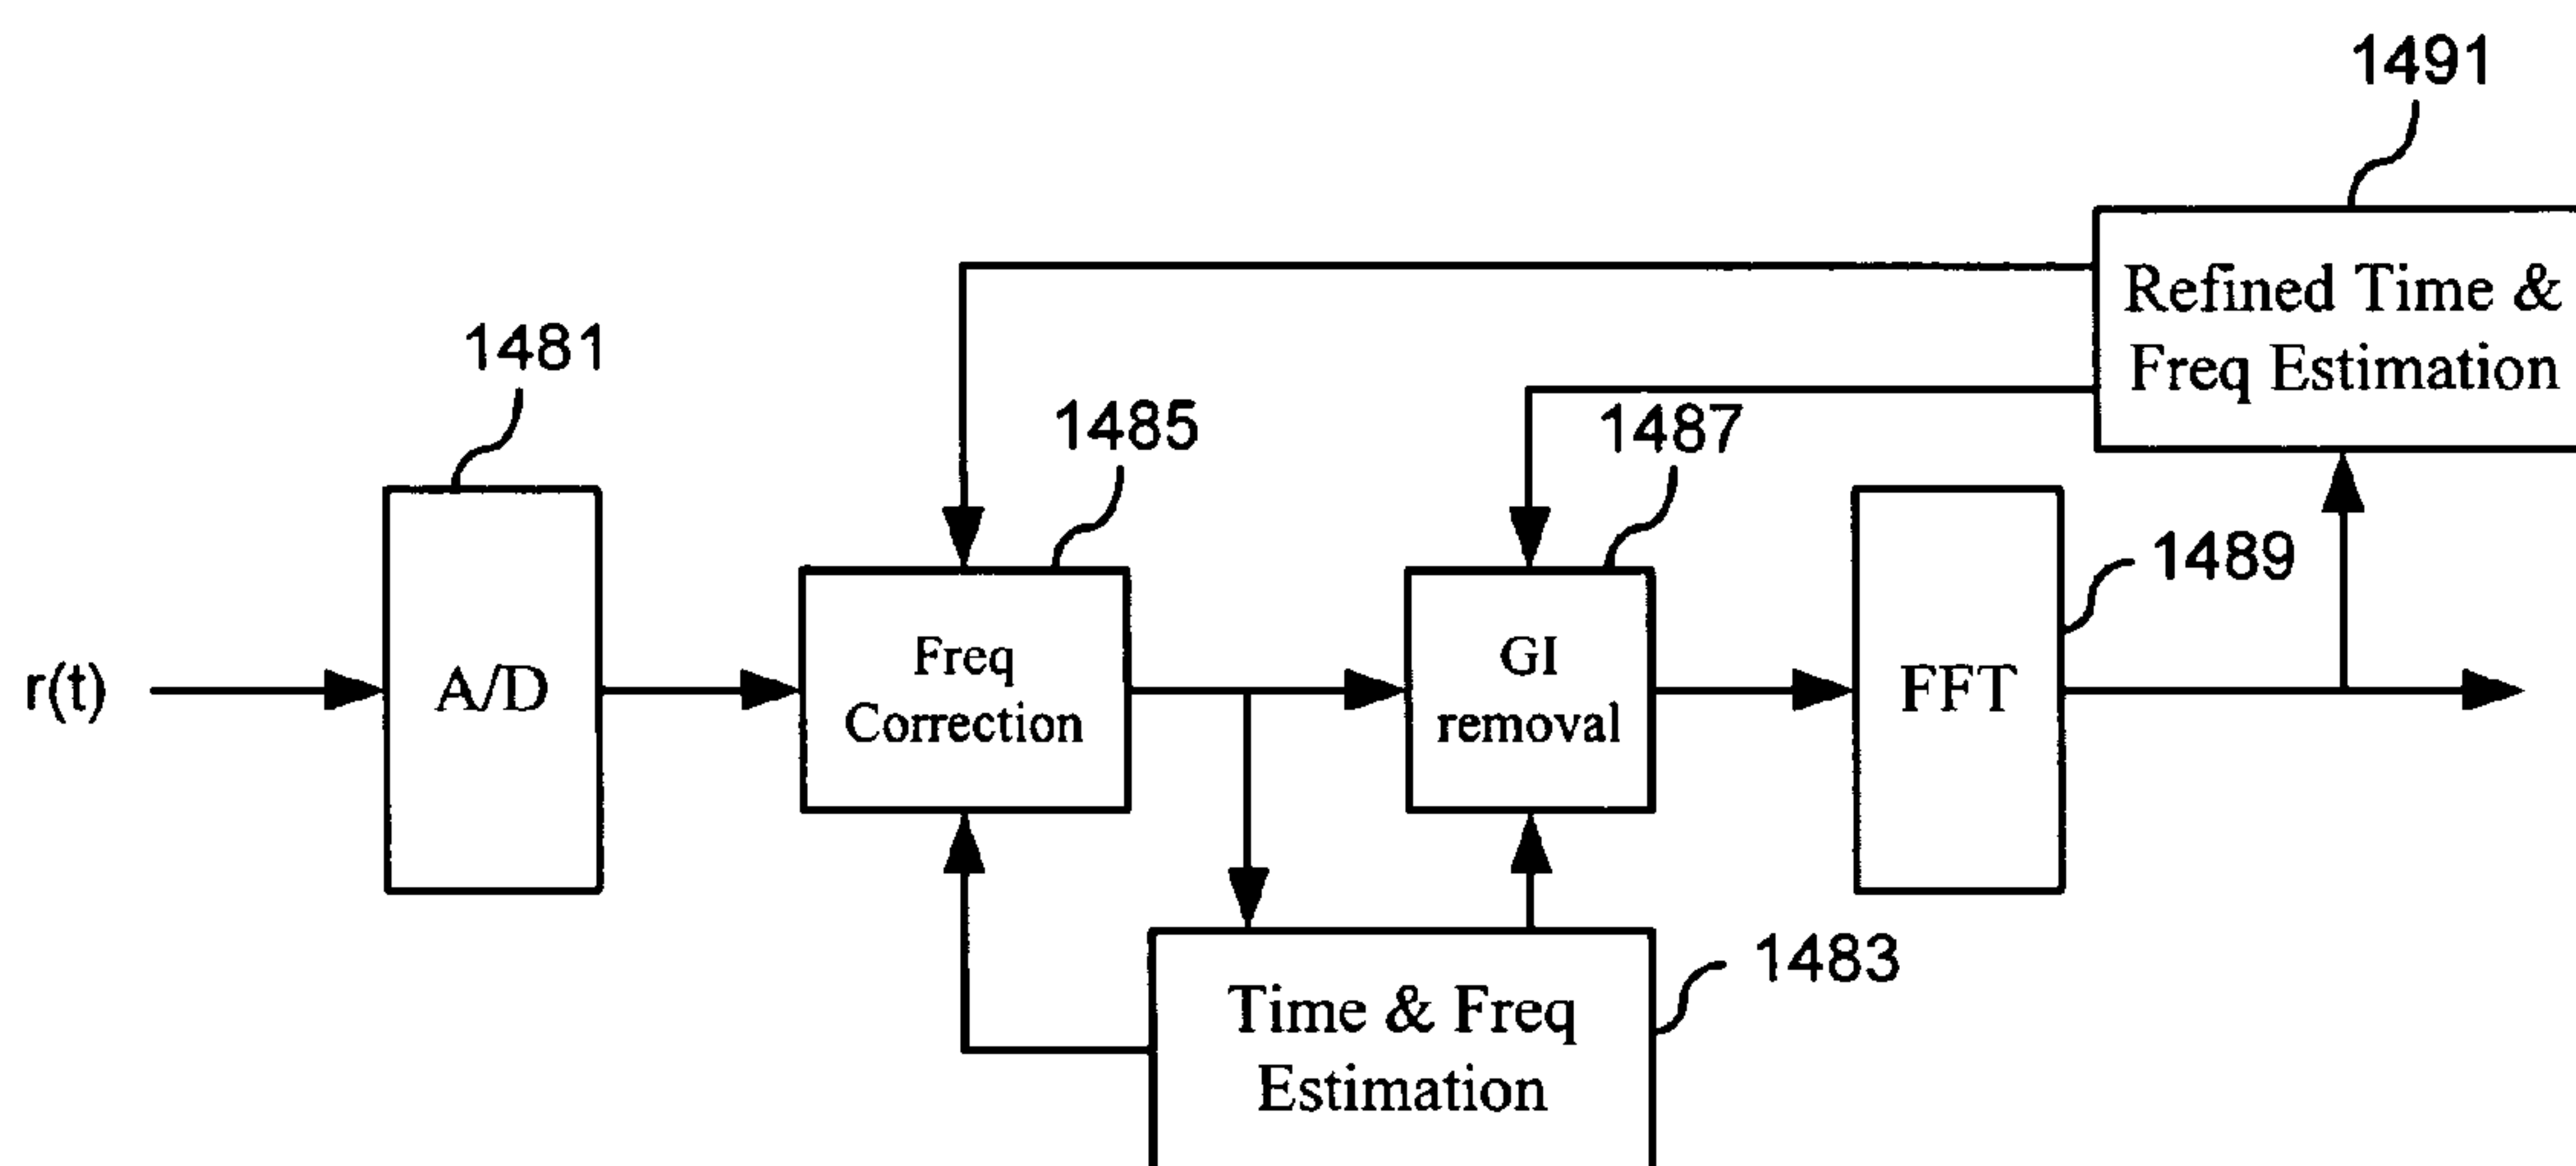 1491
Refined Time &
Freq Estimation
1481
1485
1487
1489
r(t)
A/D
Freq
Correction
GI
removal
FFT
1483
Time & Freq
Estimation